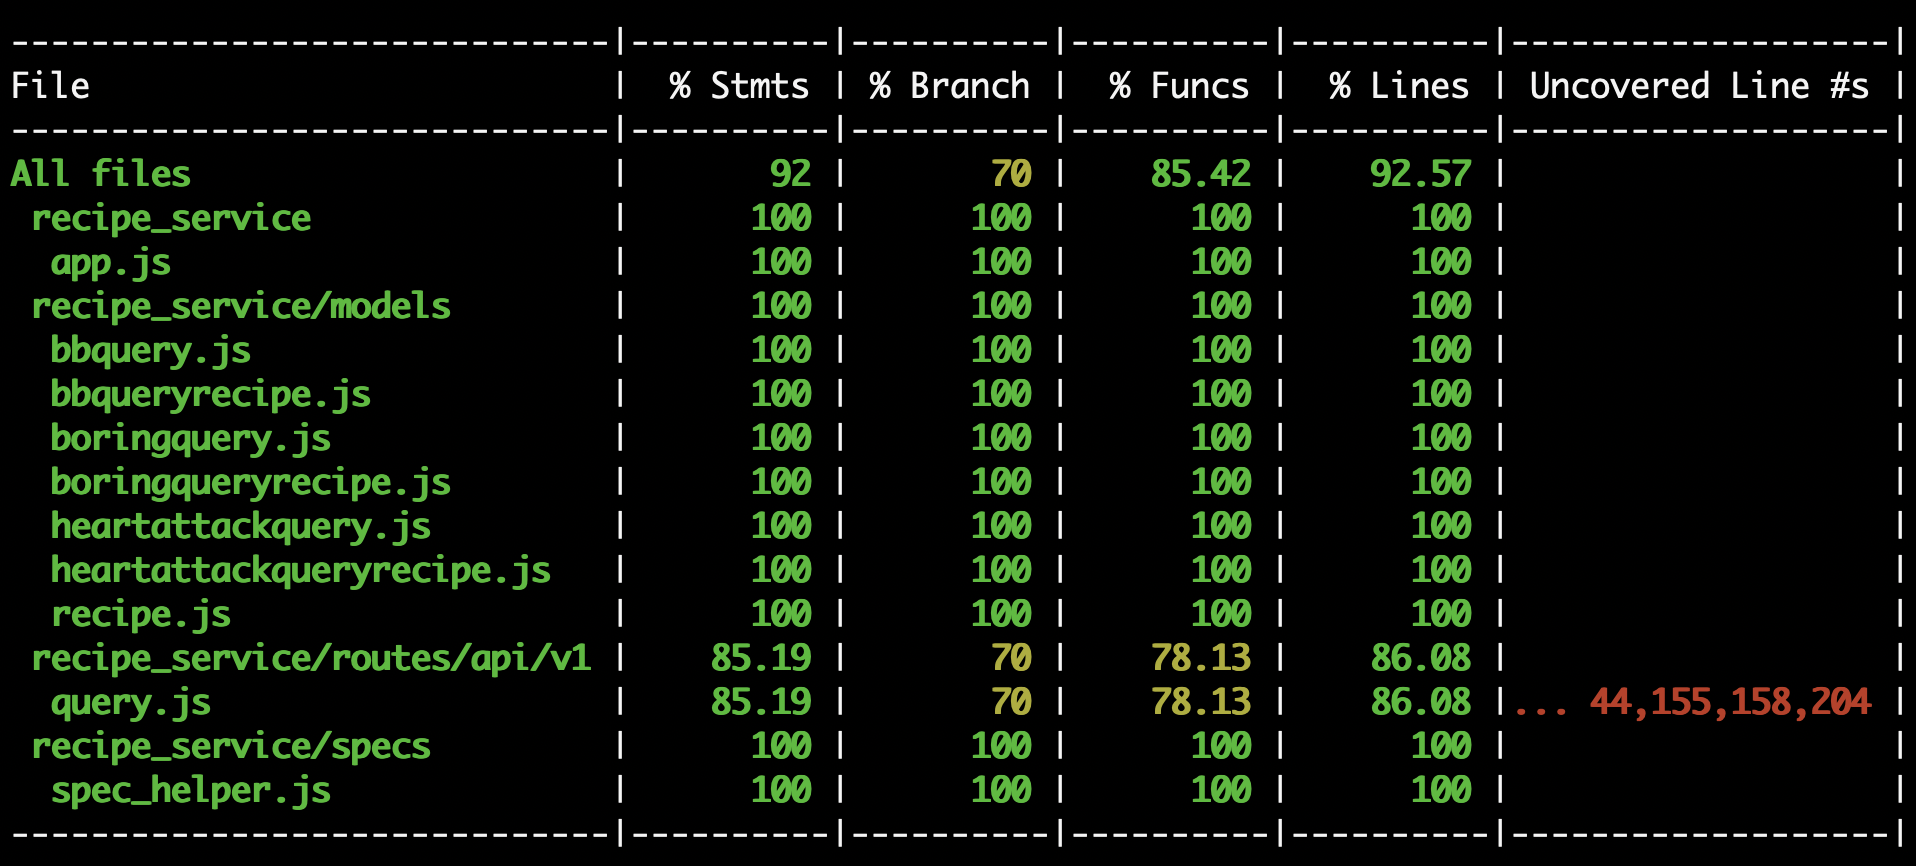 ------------------------------|----------|----------|----------|----------|-------------------|
File                          |  % Stmts | % Branch |  % Funcs |  % Lines | Uncovered Line #s |
------------------------------|----------|----------|----------|----------|-------------------|
All files                     |       92 |       70 |    85.42 |    92.57 |                   |
 recipe_service               |      100 |      100 |      100 |      100 |                   |
  app.js                      |      100 |      100 |      100 |      100 |                   |
 recipe_service/models        |      100 |      100 |      100 |      100 |                   |
  bbquery.js                  |      100 |      100 |      100 |      100 |                   |
  bbqueryrecipe.js            |      100 |      100 |      100 |      100 |                   |
  boringquery.js              |      100 |      100 |      100 |      100 |                   |
  boringqueryrecipe.js        |      100 |      100 |      100 |      100 |                   |
  heartattackquery.js         |      100 |      100 |      100 |      100 |                   |
  heartattackqueryrecipe.js   |      100 |      100 |      100 |      100 |                   |
  recipe.js                   |      100 |      100 |      100 |      100 |                   |
 recipe_service/routes/api/v1 |    85.19 |       70 |    78.13 |    86.08 |                   |
  query.js                    |    85.19 |       70 |    78.13 |    86.08 |... 44,155,158,204 |
 recipe_service/specs         |      100 |      100 |      100 |      100 |                   |
  spec_helper.js              |      100 |      100 |      100 |      100 |                   |
------------------------------|----------|----------|----------|----------|-------------------|